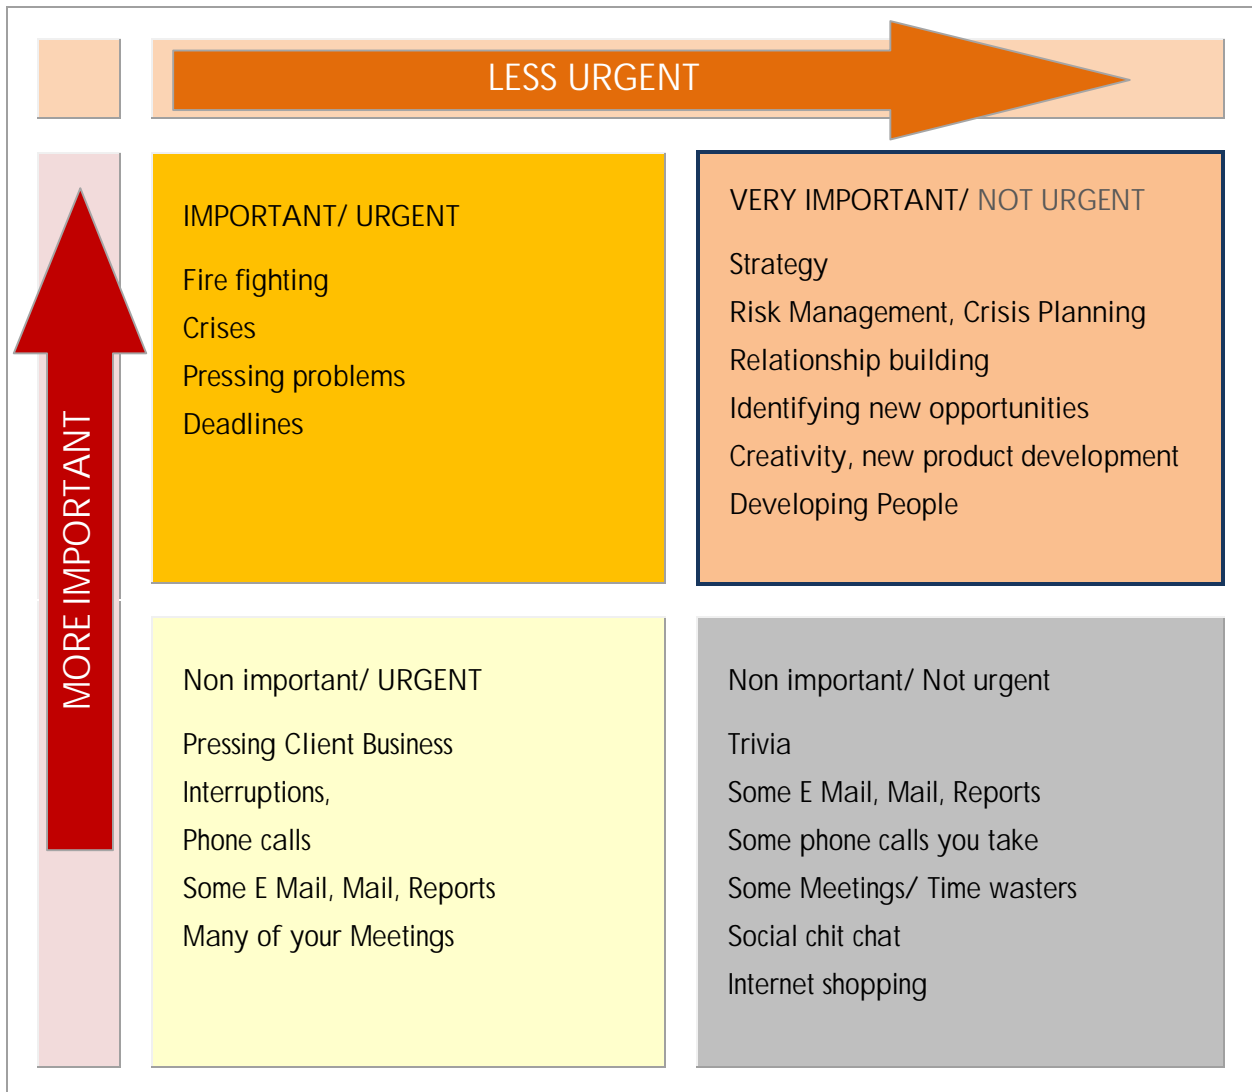 LESS URGENT
MORE IMPORTANT
IMPORTANT/ URGENT
Fire fighting
Crises
Pressing problems
Deadlines
VERY IMPORTANT/ NOT URGENT
Strategy
Risk Management, Crisis Planning
Relationship building
Identifying new opportunities
Creativity, new product development
Developing People
Non important/ URGENT
Pressing Client Business
Interruptions,
Phone calls
Some E Mail, Mail, Reports
Many of your Meetings
Non important/ Not urgent
Trivia
Some E Mail, Mail, Reports
Some phone calls you take
Some Meetings/ Time wasters
Social chit chat
Internet shopping